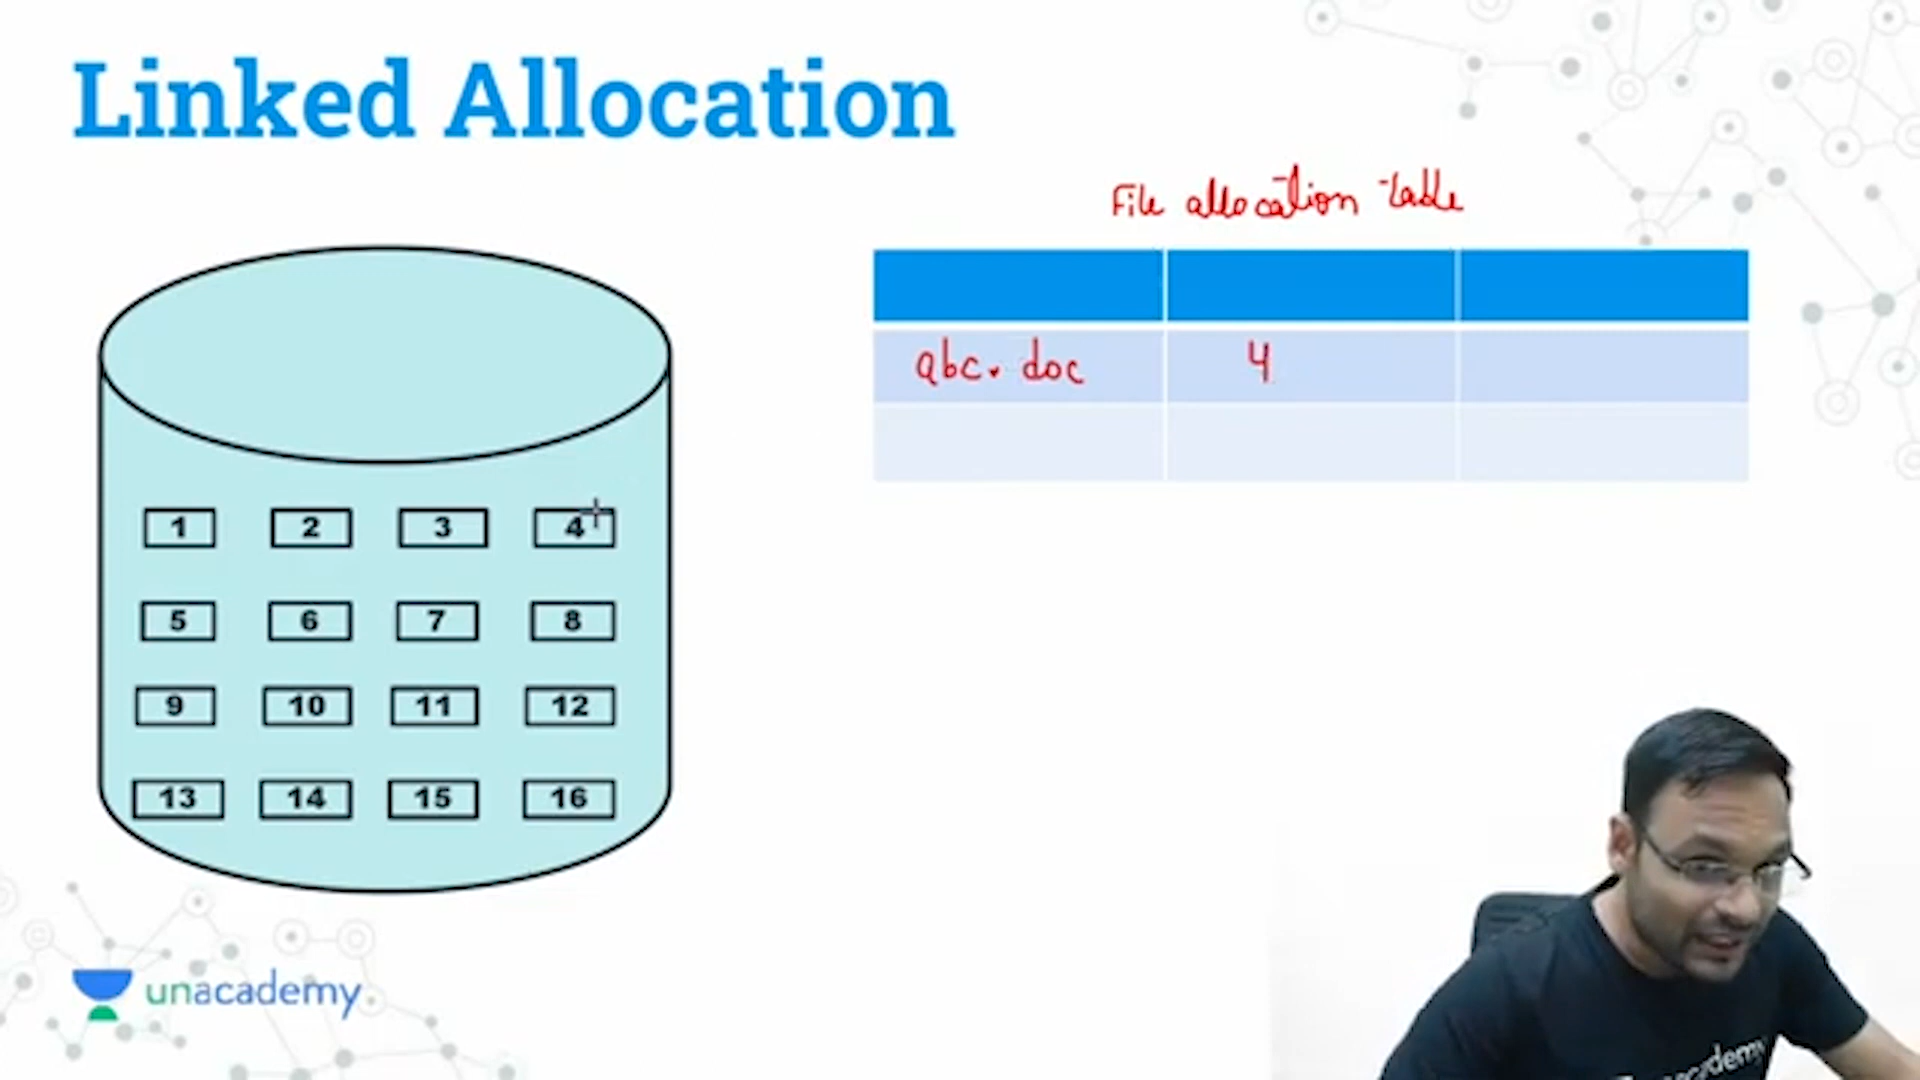 Linked Allocation
File allocation table
abc. doc 4
1 2 3 4
5 6 7 8
9 10 11 12
13 14 15 16
unacademy
unacademy